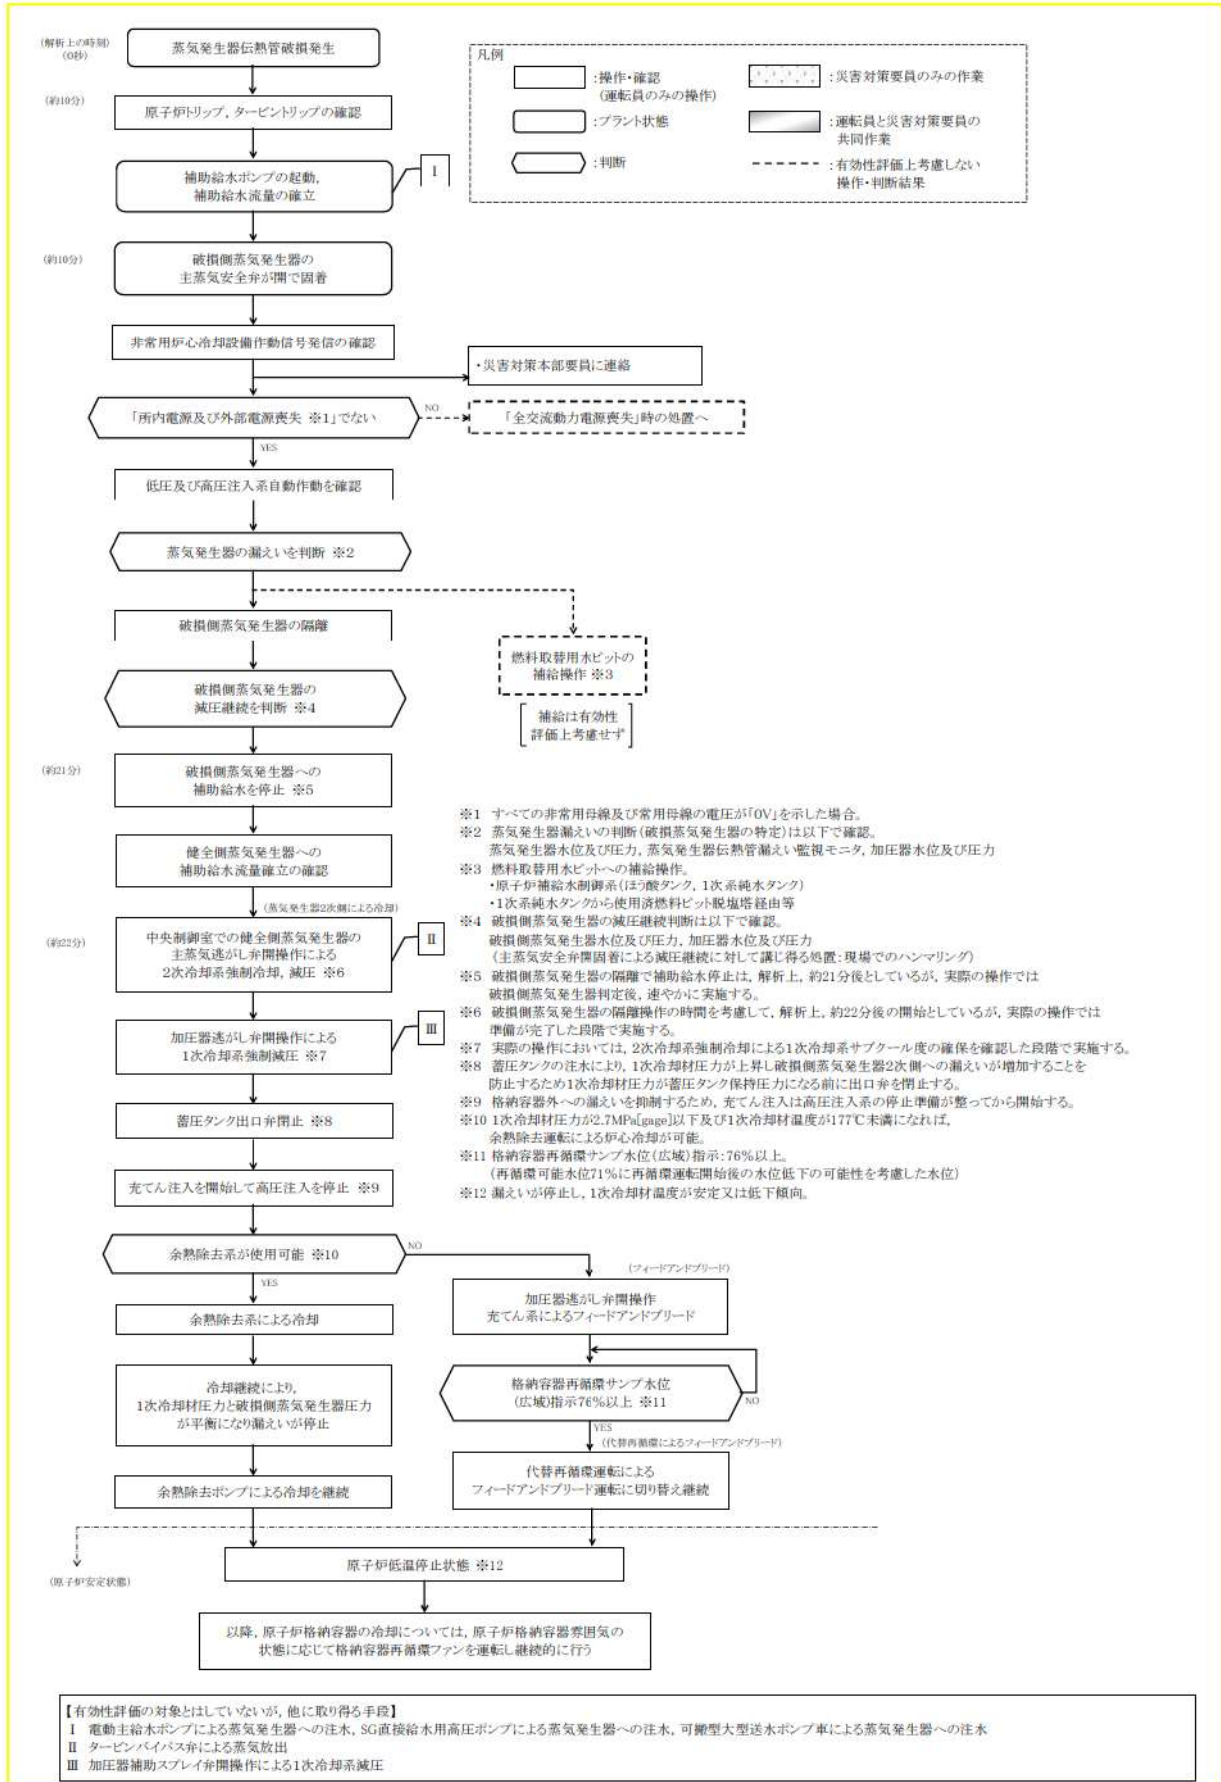 (解析上の時刻)
(0秒)
蒸気発生器伝熱管破損発生
凡例
:操作・確認
(運転員のみの操作)
:災害対策要員のみの作業
:プラント状態
:運転員と災害対策要員の
共同作業
:判断
:有効性評価上考慮しない
操作・判断結果
(約10分)
原子炉トリップ，タービントリップの確認
補助給水ポンプの起動，
補助給水流量の確立
Ⅰ
(約10分)
破損側蒸気発生器の
主蒸気安全弁が開で固着
非常用炉心冷却設備作動信号発信の確認
・災害対策本部要員に連絡
「所内電源及び外部電源喪失 ※1」でない
NO
「全交流動力電源喪失」時の処置へ
YES
低圧及び高圧注入系自動作動を確認
蒸気発生器の漏えいを判断 ※2
破損側蒸気発生器の隔離
燃料取替用水ピットの
補給操作 ※3
補給は有効性
評価上考慮せず
破損側蒸気発生器の
減圧継続を判断 ※4
(約21分)
破損側蒸気発生器への
補助給水を停止 ※5
健全側蒸気発生器への
補助給水流量確立の確認
(蒸気発生器2次側による冷却)
(約22分)
中央制御室での健全側蒸気発生器の
主蒸気逃がし弁開操作による
2次冷却系強制冷却，減圧 ※6
Ⅱ
加圧器逃がし弁開操作による
1次冷却系強制減圧 ※7
Ⅲ
蓄圧タンク出口弁閉止 ※8
充てん注入を開始して高圧注入を停止 ※9
※1 すべての非常用母線及び常用母線の電圧が「0V」を示した場合。
※2 蒸気発生器漏えいの判断(破損蒸気発生器の特定)は以下で確認。
蒸気発生器水位及び圧力，蒸気発生器伝熱管漏えい監視モニタ，加圧器水位及び圧力
※3 燃料取替用水ピットへの補給操作。
・原子炉補給水制御系(ほう酸タンク，1次系純水タンク)
・1次系純水タンクから使用済燃料ピット脱塩塔経由等
※4 破損側蒸気発生器の減圧継続判断は以下で確認。
破損側蒸気発生器水位及び圧力，加圧器水位及び圧力
(主蒸気安全弁開固着による減圧継続に対して講じ得る処置：現場でのハンマリング)
※5 破損側蒸気発生器の隔離で補助給水停止は，解析上，約21分後としているが，実際の操作では
破損側蒸気発生器判定後，速やかに実施する。
※6 破損側蒸気発生器の隔離操作の時間を考慮して，解析上，約22分後の開始としているが，実際の操作では
準備が完了した段階で実施する。
※7 実際の操作においては，2次冷却系強制冷却による1次冷却系サブクール度の確保を確認した段階で実施する。
※8 蓄圧タンクの注水により，1次冷却材圧力が上昇し破損側蒸気発生器2次側への漏えいが増加することを
防止するため1次冷却材圧力が蓄圧タンク保持圧力になる前に出口弁を閉止する。
※9 格納容器外への漏えいを抑制するため，充てん注入は高圧注入系の停止準備が整ってから開始する。
※10 1次冷却材圧力が2.7MPa[gage]以下及び1次冷却材温度が177℃未満になれば，
余熱除去運転による炉心冷却が可能。
※11 格納容器再循環サンプ水位(広域)指示：76%以上。
(再循環可能水位71%に再循環運転開始後の水位低下の可能性を考慮した水位)
※12 漏えいが停止し，1次冷却材温度が安定又は低下傾向。
余熱除去系が使用可能 ※10
NO
YES
(フィードアンドブリード)
余熱除去系による冷却
加圧器逃がし弁開操作
充てん系によるフィードアンドブリード
冷却継続により，
1次冷却材圧力と破損側蒸気発生器圧力
が平衡になり漏えいが停止
格納容器再循環サンプ水位
(広域)指示76%以上 ※11
NO
YES
(代替再循環によるフィードアンドブリード)
余熱除去ポンプによる冷却を継続
代替再循環運転による
フィードアンドブリード運転に切り替え継続
(原子炉安定状態)
原子炉低温停止状態 ※12
以降，原子炉格納容器の冷却については，原子炉格納容器雰囲気の
状態に応じて格納容器再循環ファンを運転し継続的に行う
【有効性評価の対象とはしていないが，他に取り得る手段】
Ⅰ 電動主給水ポンプによる蒸気発生器への注水，SG直接給水用高圧ポンプによる蒸気発生器への注水，可搬型大型送水ポンプ車による蒸気発生器への注水
Ⅱ タービンバイパス弁による蒸気放出
Ⅲ 加圧器補助スプレイ弁開操作による1次冷却系減圧